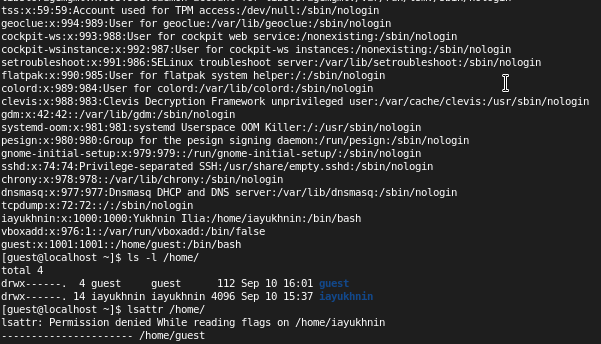 tss:x:59:59:Account used for TPM access:/dev/null:/sbin/nologin
geoclue:x:994:989:User for geoclue:/var/lib/geoclue:/sbin/nologin
cockpit-ws:x:993:988:User for cockpit web service:/nonexisting:/sbin/nologin
cockpit-wsinstance:x:992:987:User for cockpit-ws instances:/nonexisting:/sbin/nologin
setroubleshoot:x:991:986:SELinux troubleshoot server:/var/lib/setroubleshoot:/sbin/nologin
flatpak:x:990:985:User for flatpak system helper:/:/sbin/nologin
colord:x:989:984:User for colord:/var/lib/colord:/sbin/nologin
clevis:x:988:983:Clevis Decryption Framework unprivileged user:/var/cache/clevis:/usr/sbin/nologin
gdm:x:42:42::/var/lib/gdm:/sbin/nologin
systemd-oom:x:981:981:systemd Userspace OOM Killer:/:/usr/sbin/nologin
pesign:x:980:980:Group for the pesign signing daemon:/run/pesign:/sbin/nologin
gnome-initial-setup:x:979:979::/run/gnome-initial-setup/:/sbin/nologin
sshd:x:74:74:Privilege-separated SSH:/usr/share/empty.sshd:/sbin/nologin
chrony:x:978:978::/var/lib/chrony:/sbin/nologin
dnsmasq:x:977:977:Dnsmasq DHCP and DNS server:/var/lib/dnsmasq:/sbin/nologin
tcpdump:x:72:72::/:/sbin/nologin
iayukhnin:x:1000:1000:Yukhnin Ilia:/home/iayukhnin:/bin/bash
vboxadd:x:976:1::/var/run/vboxadd:/bin/false
guest:x:1001:1001::/home/guest:/bin/bash
[guest@localhost ~]$ ls -l /home/
total 4
drwx------.  4 guest     guest      112 Sep 10 16:01 guest
drwx------. 14 iayukhnin iayukhnin 4096 Sep 10 15:37 iayukhnin
[guest@localhost ~]$ lsattr /home/
lsattr: Permission denied While reading flags on /home/iayukhnin
---------------------- /home/guest